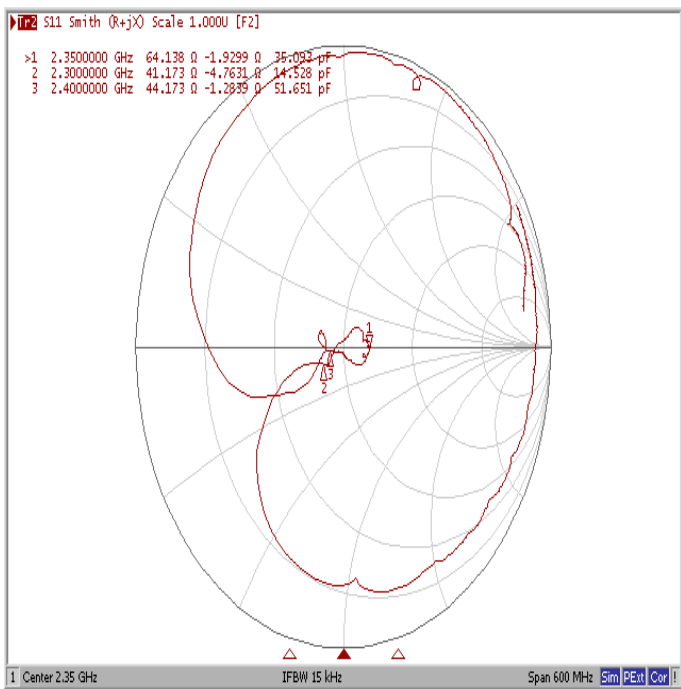 Tr2 S11 Smith (R+jX) Scale 1.000U [F2]
>1 2.3500000 GHz 64.138 Ω -1.9299 Ω 35.093 pF
2 2.3000000 GHz 41.173 Ω -4.7631 Ω 14.528 pF
3 2.4000000 GHz 44.173 Ω -1.2839 Ω 51.651 pF
1
3
2
1 Center 2.35 GHz IFBW 15 kHz Span 600 MHz Sim PExt Cor !